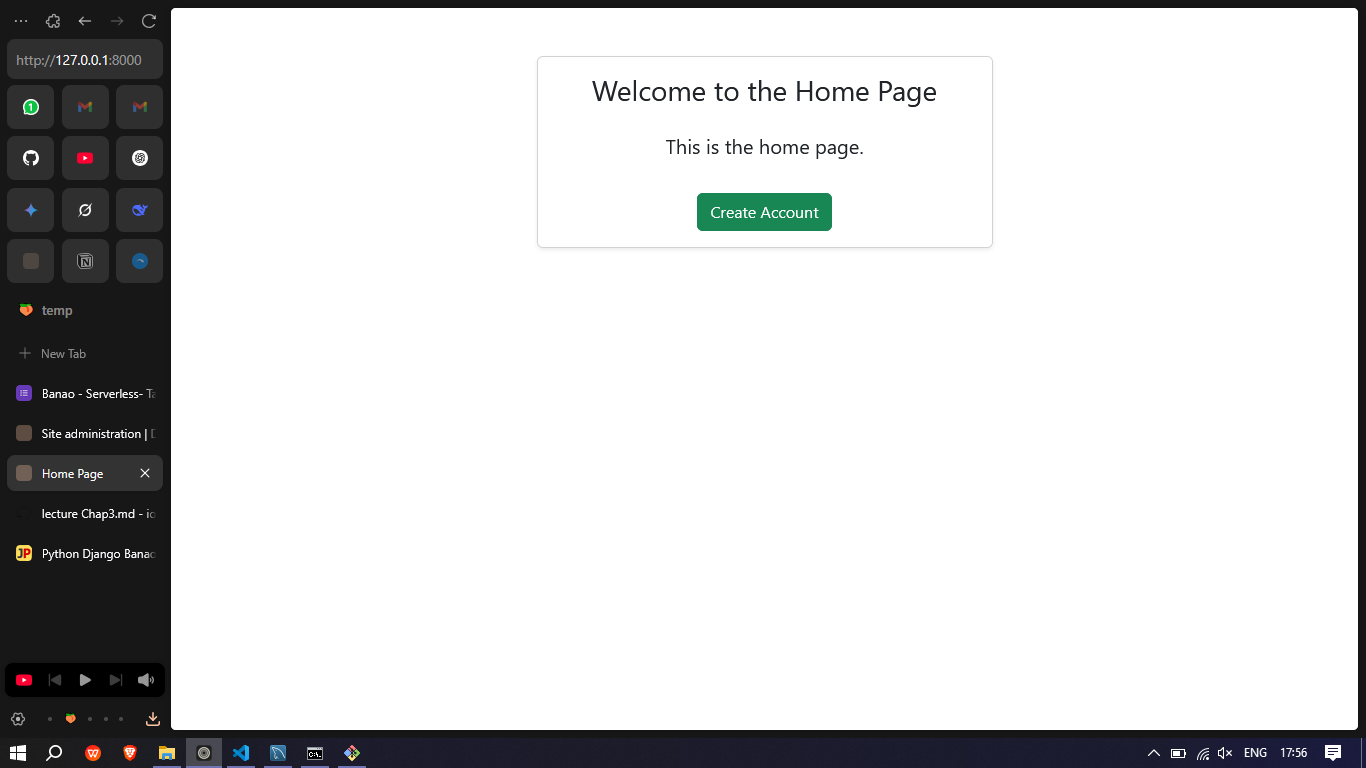 http://127.0.0.1:8000
1
temp
New Tab
Banao - Serverless- Ta
Site administration | D
Home Page
lecture Chap3.md - io
JP Python Django Banao
Welcome to the Home Page
This is the home page.
Create Account
ENG
17:56